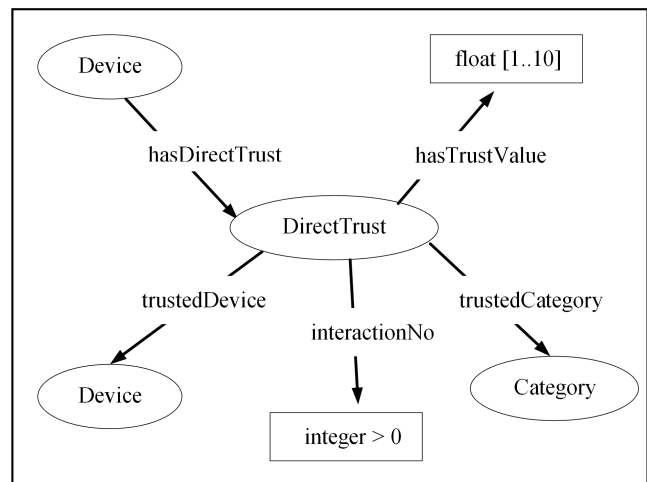 Device
float [1..10]
hasDirectTrust
hasTrustValue
DirectTrust
trustedDevice
trustedCategory
interactionNo
Device
Category
integer > 0